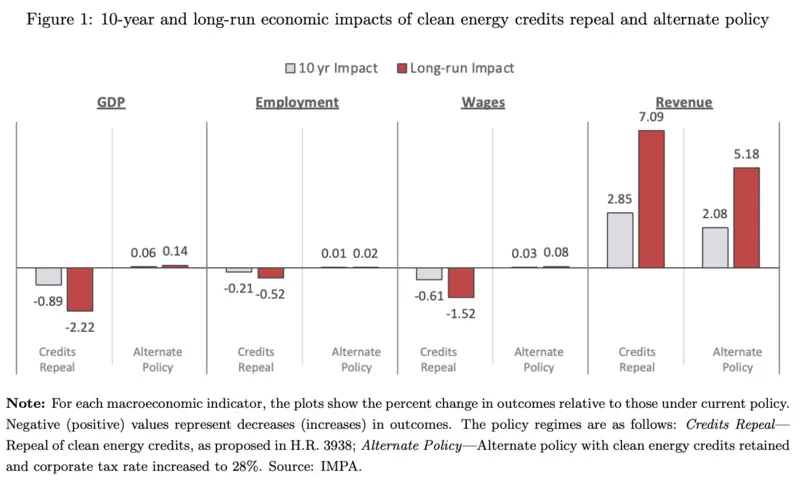 Figure 1: 10-year and long-run economic impacts of clean energy credits repeal and alternate policy
10 yr Impact Long-run Impact
GDP Employment Wages Revenue
7.09
5.18
2.85
2.08
0.06 0.14 0.01 0.02 0.03 0.08
-0.21 -0.52
-0.89 -0.61
-1.52
-2.22
Credits Alternate Credits Alternate Credits Alternate Credits Alternate
Repeal Policy Repeal Policy Repeal Policy Repeal Policy
Note: For each macroeconomic indicator, the plots show the percent change in outcomes relative to those under current policy.
Negative (positive) values represent decreases (increases) in outcomes. The policy regimes are as follows: Credits Repeal—
Repeal of clean energy credits, as proposed in H.R. 3938; Alternate Policy—Alternate policy with clean energy credits retained
and corporate tax rate increased to 28%. Source: IMPA.